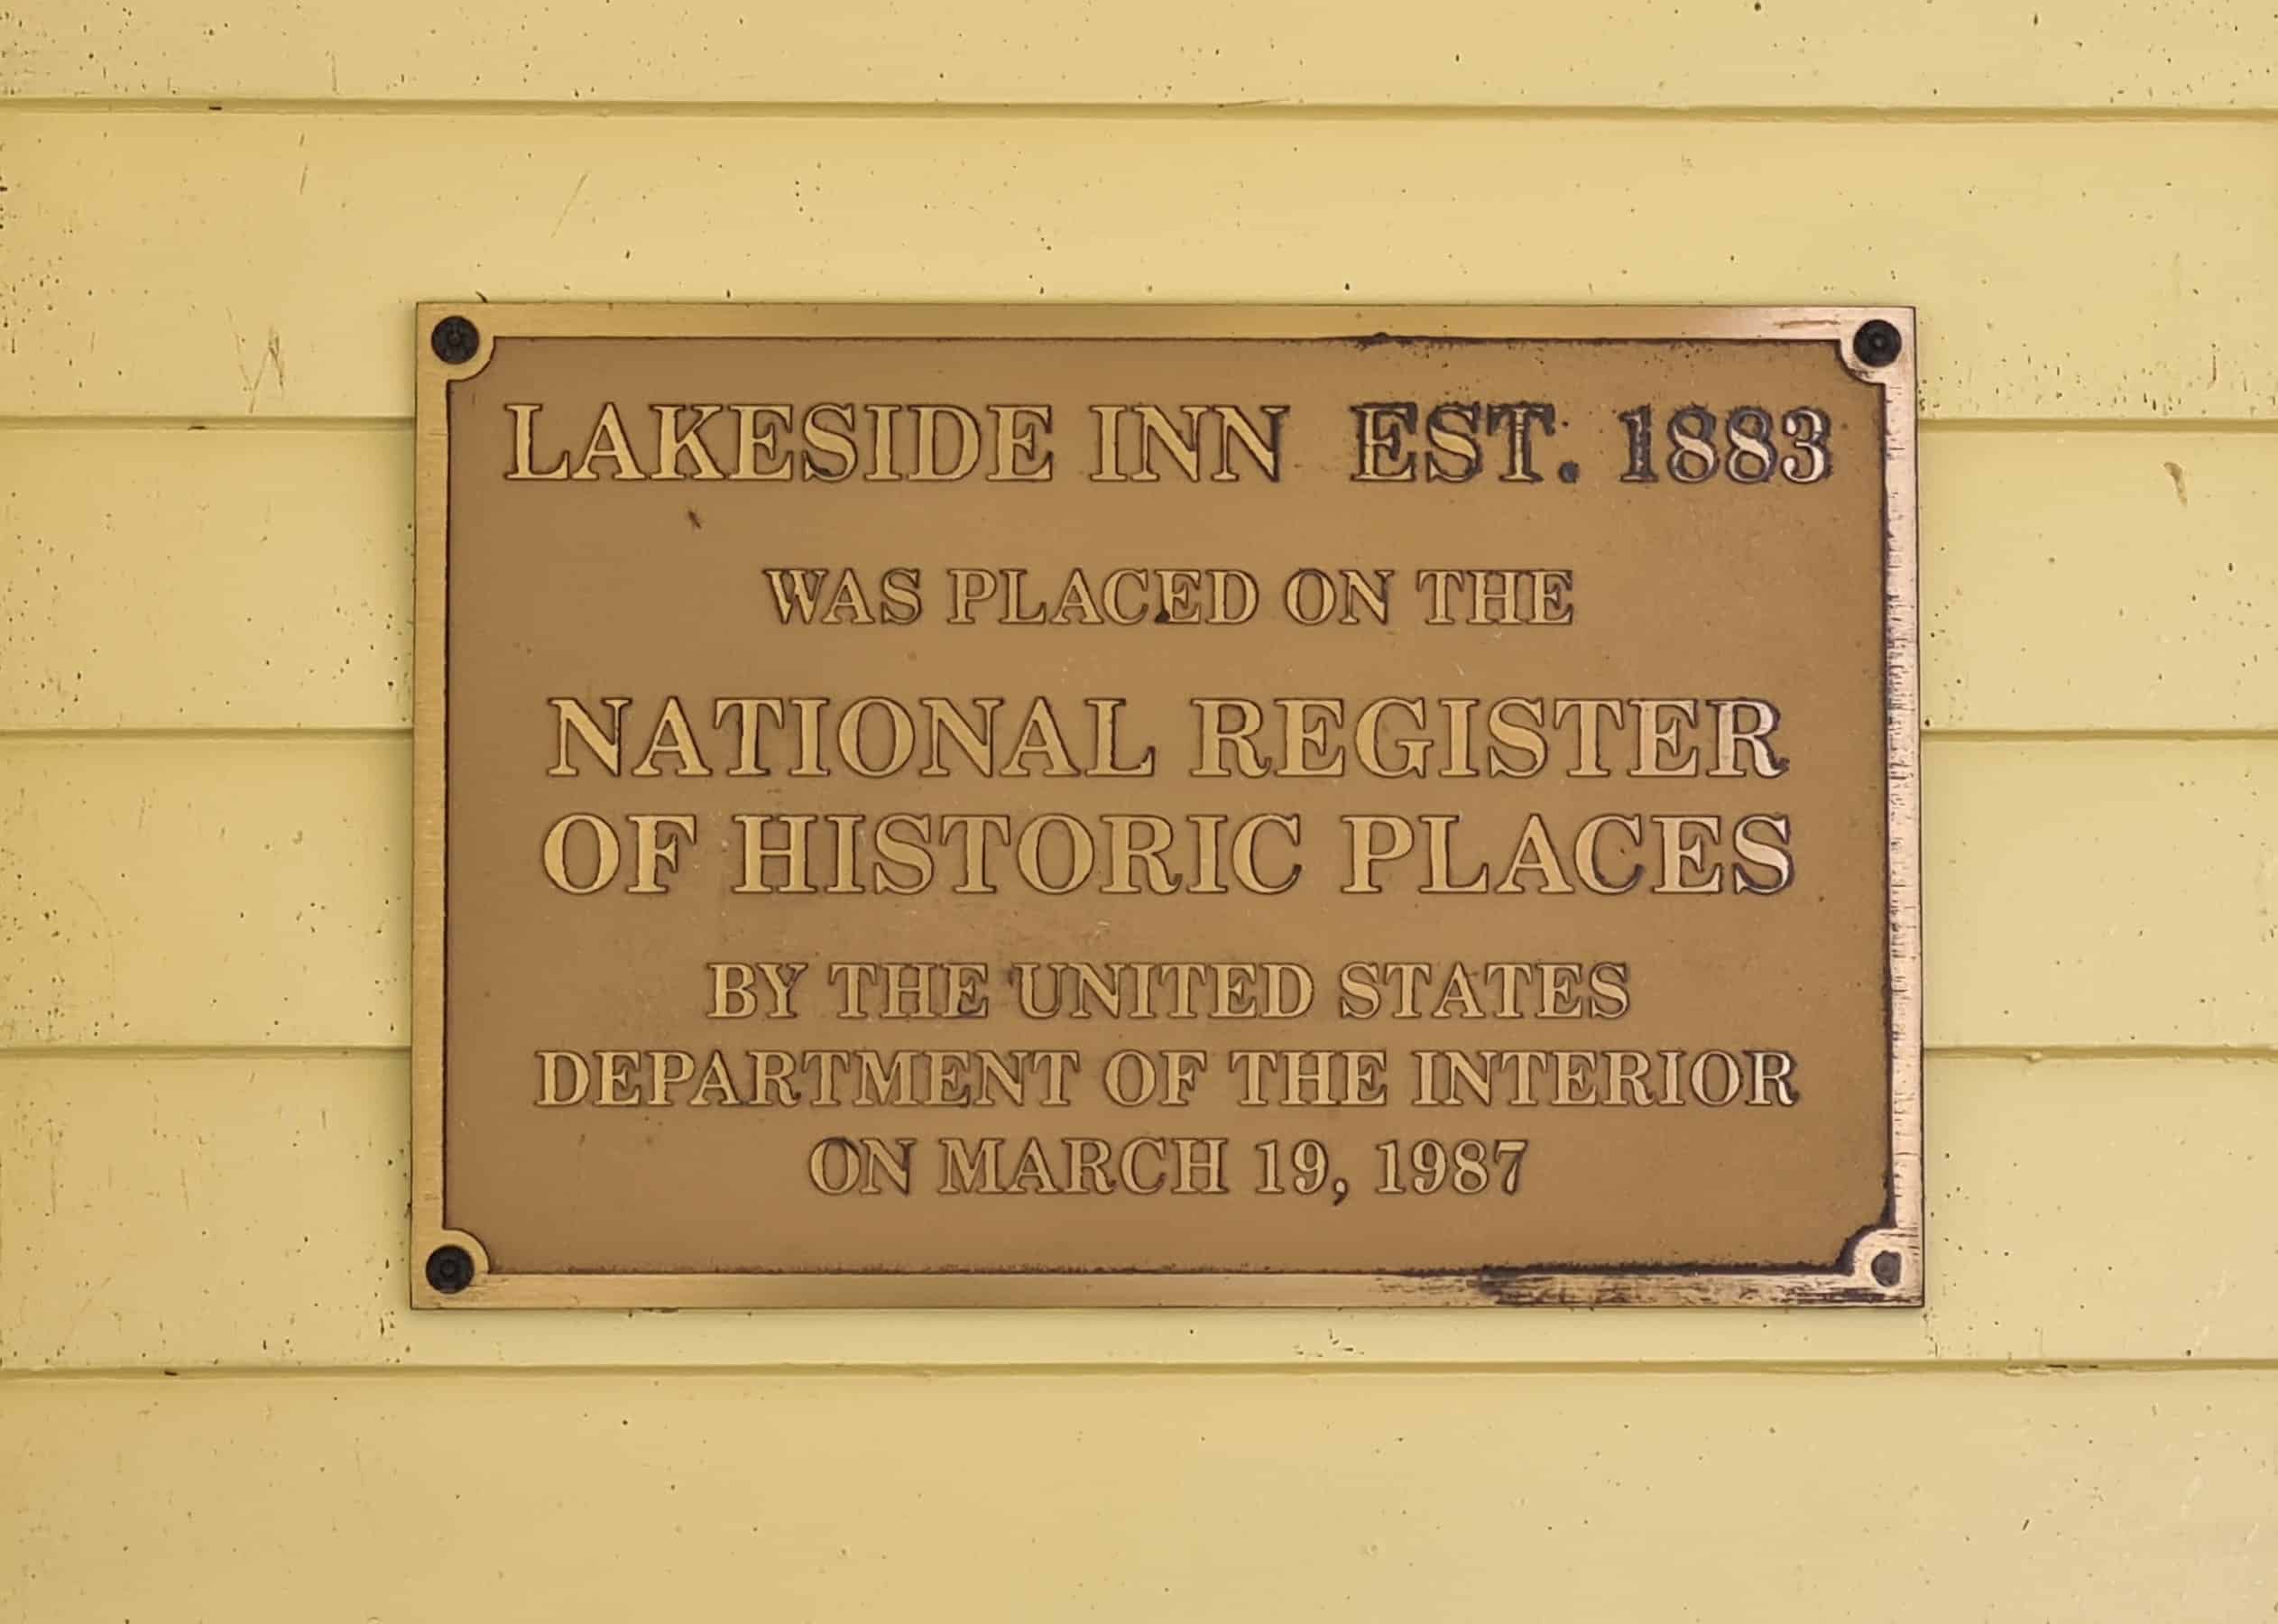 LAKESIDE INN EST. 1883
WAS PLACED ON THE
NATIONAL REGISTER
OF HISTORIC PLACES
BY THE UNITED STATES
DEPARTMENT OF THE INTERIOR
ON MARCH 19, 1987